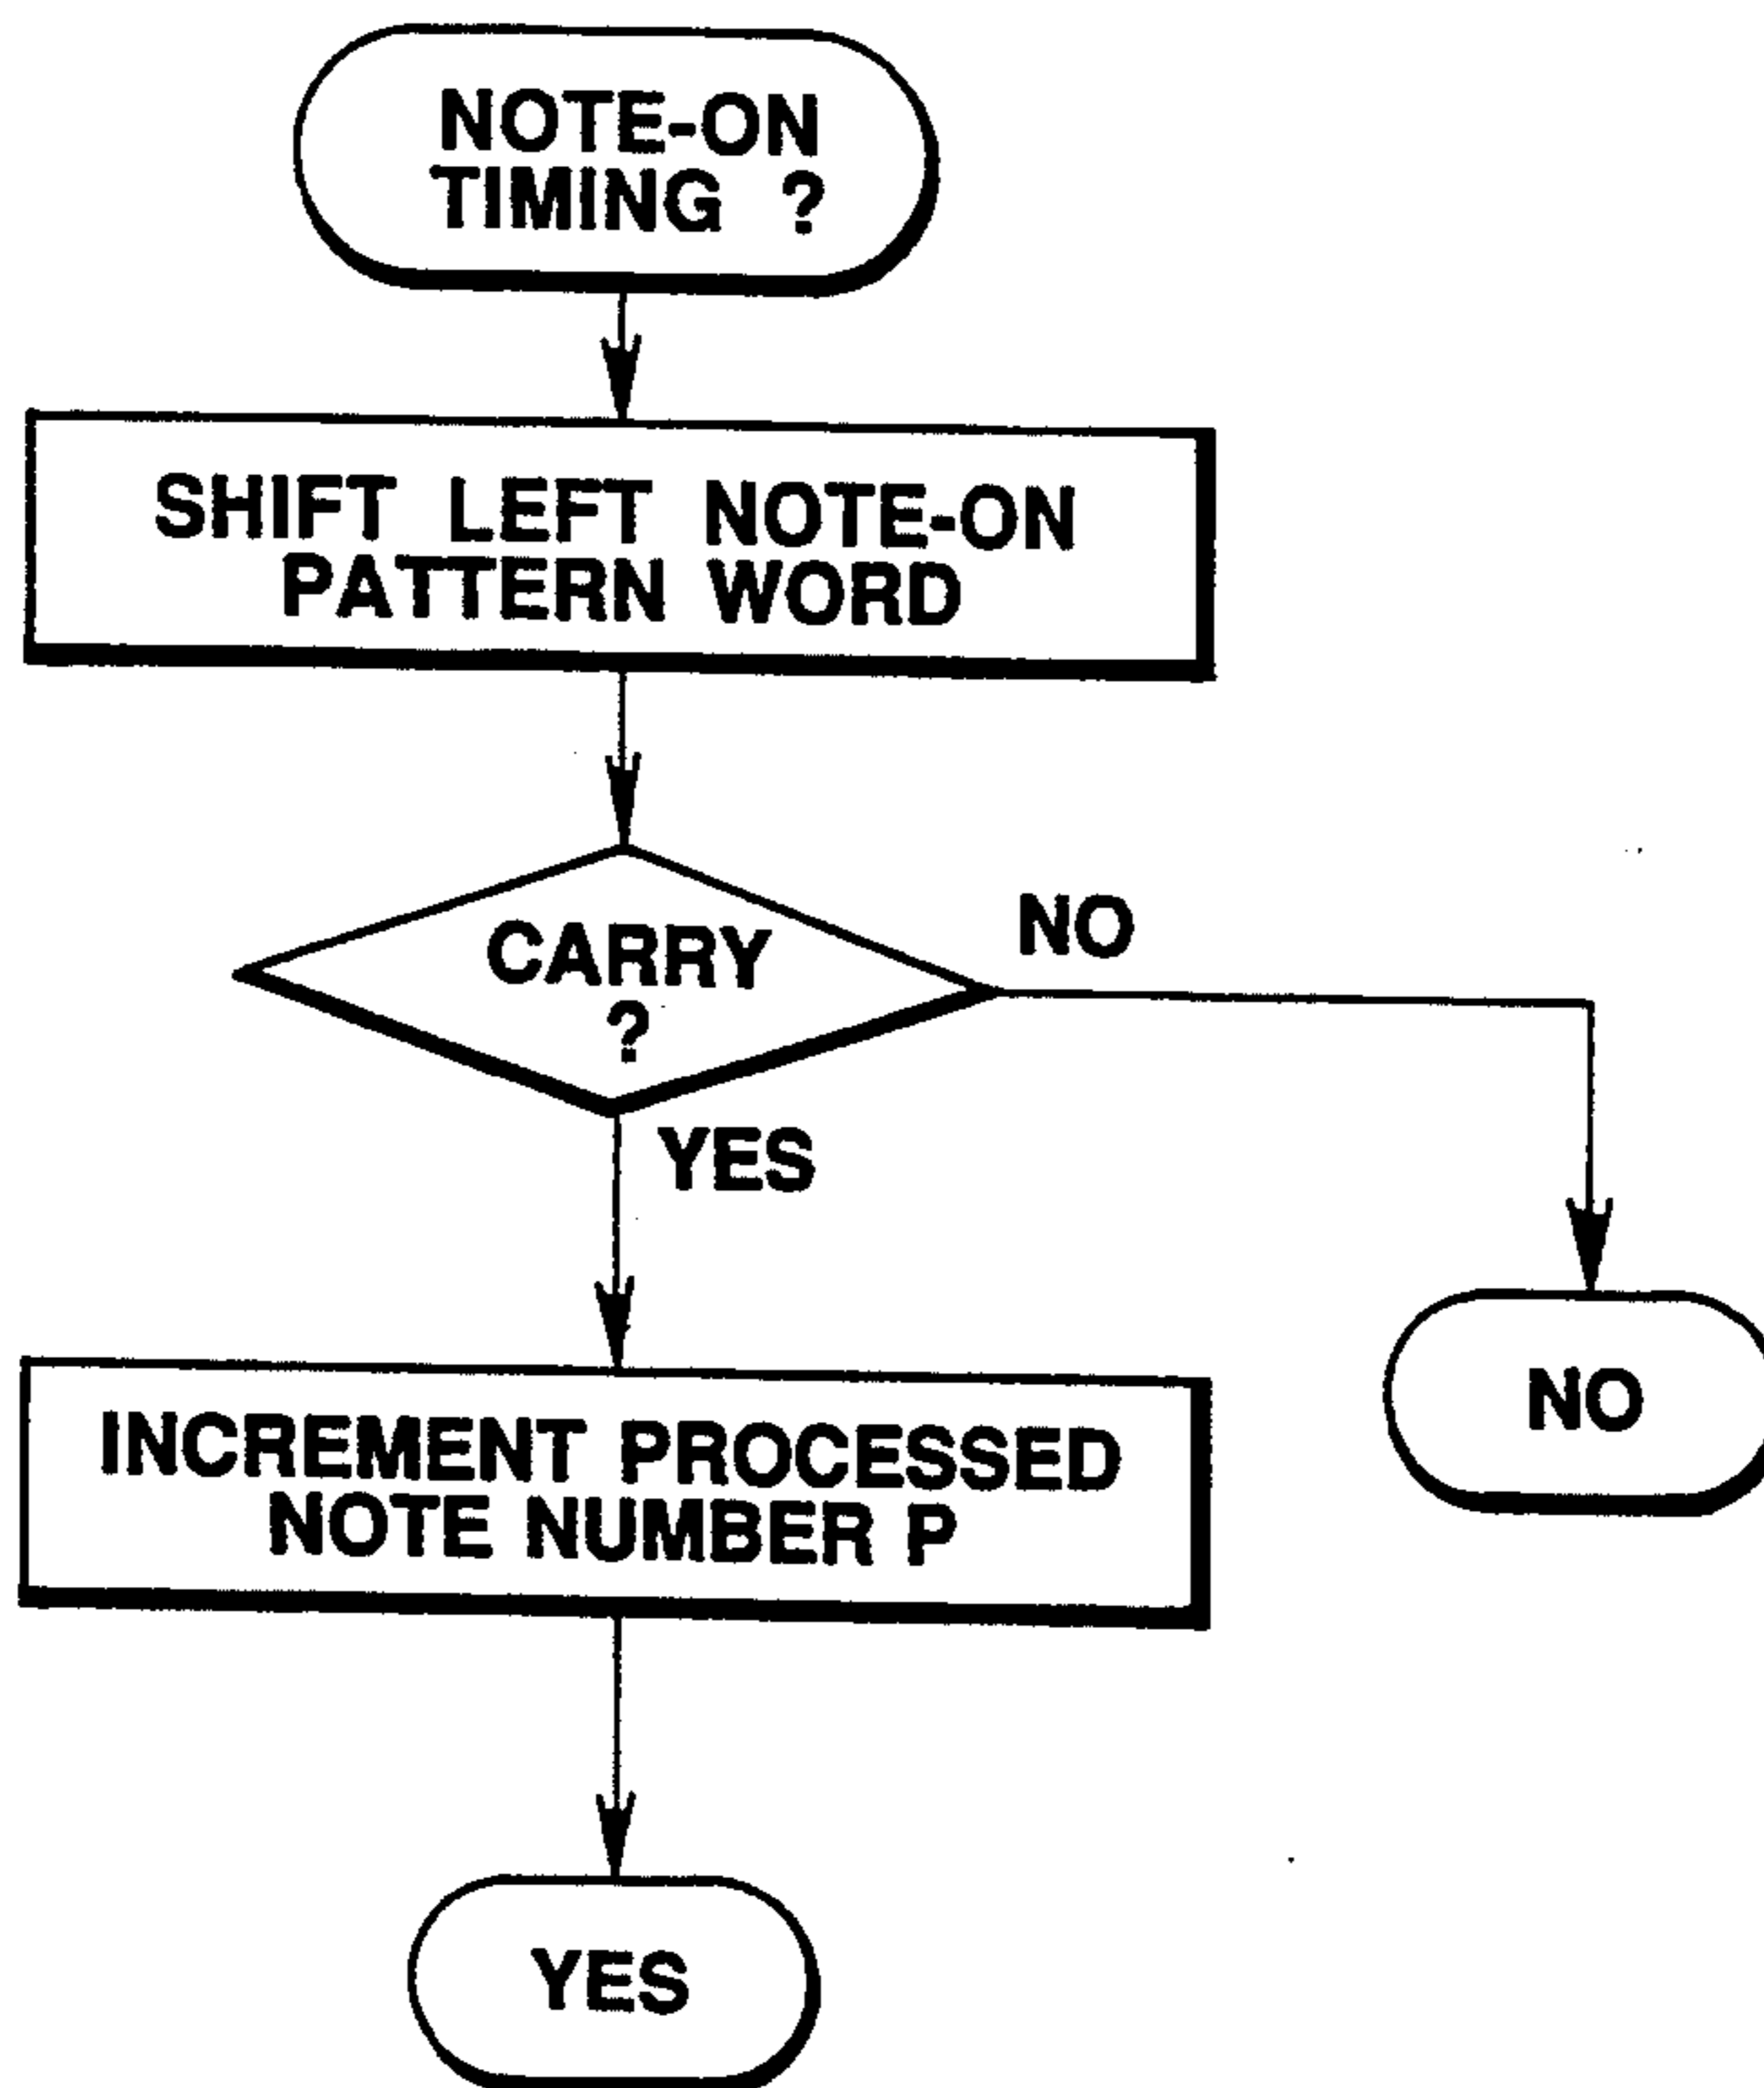 NOTE-ON
TIMING ?
SHIFT LEFT NOTE-ON
PATTERN WORD
CARRY
?
NO
YES
INCREMENT PROCESSED
NOTE NUMBER P
NO
YES